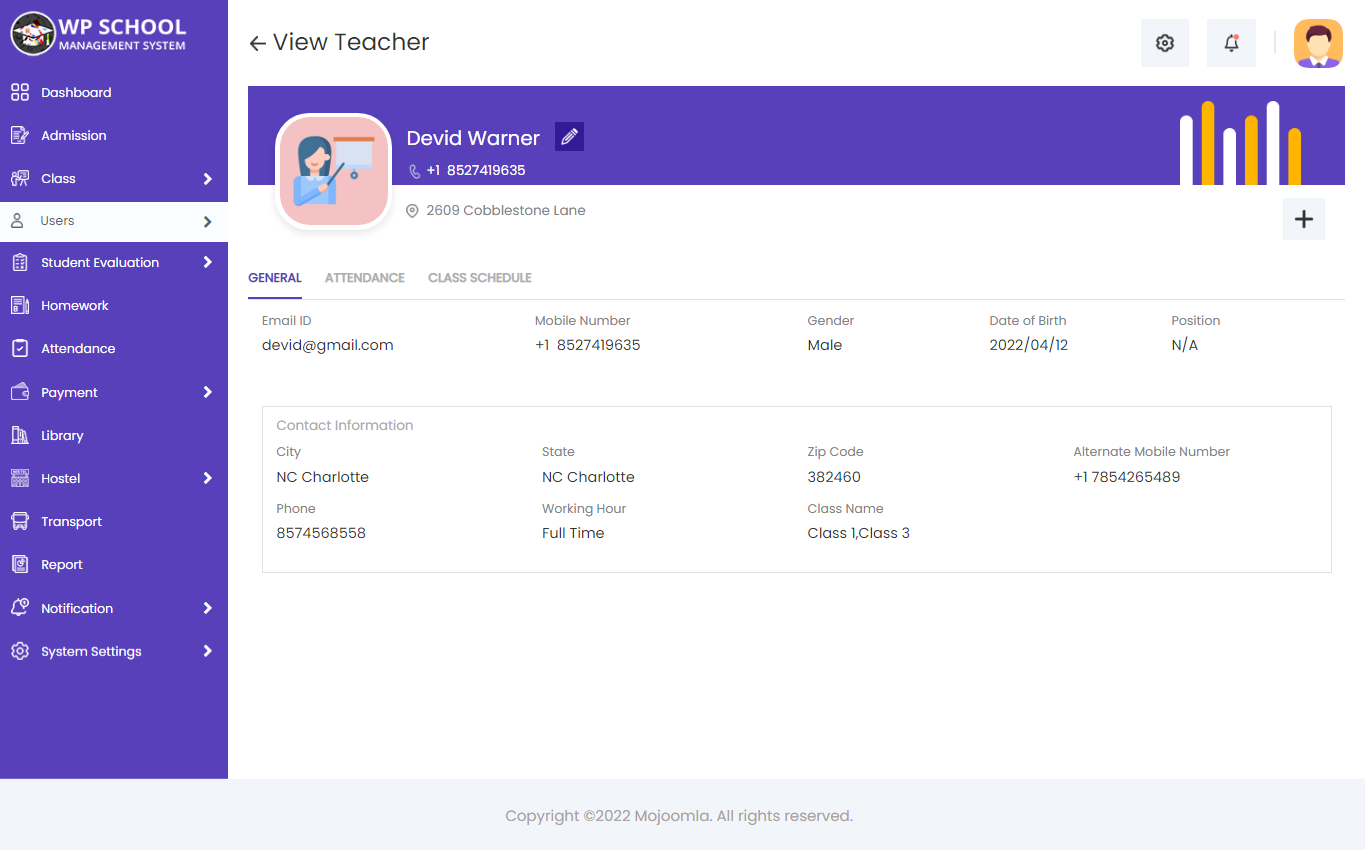 WP SCHOOL
MANAGEMENT SYSTEM
Dashboard
Admission
Class
Users
Student Evaluation
Homework
Attendance
Payment
Library
Hostel
Transport
Report
Notification
System Settings
View Teacher
Devid Warner
+1 8527419635
2609 Cobblestone Lane
GENERAL ATTENDANCE CLASS SCHEDULE
Email ID Mobile Number Gender Date of Birth Position
devid@gmail.com +1 8527419635 Male 2022/04/12 N/A
Contact Information
City State Zip Code Alternate Mobile Number
NC Charlotte NC Charlotte 382460 +1 7854265489
Phone Working Hour Class Name
8574568558 Full Time Class 1,Class 3
Copyright ©2022 Mojoomla. All rights reserved.